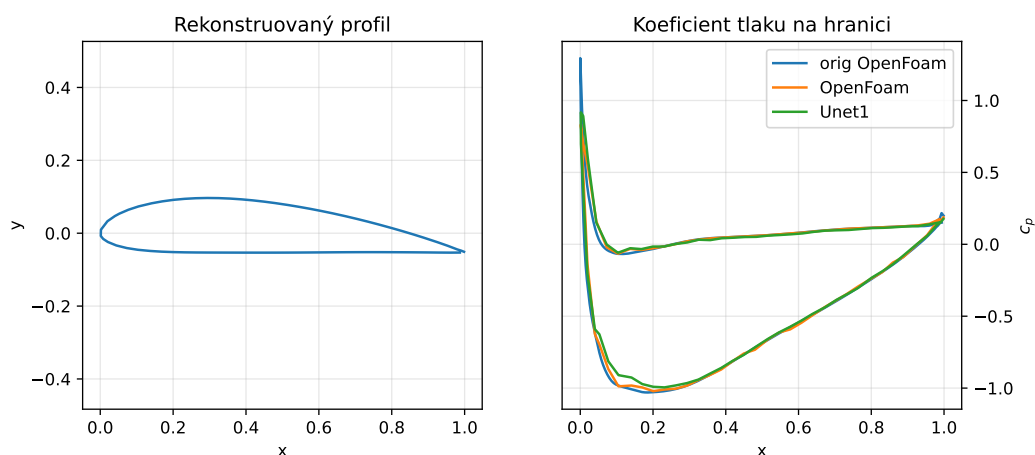 Rekonstruovaný profil
0.4
0.2
0.0
−0.2
−0.4
y
0.0 0.2 0.4 0.6 0.8 1.0
x
Koeficient tlaku na hranici
orig OpenFoam
OpenFoam
Unet1
1.0
0.5
0.0
−0.5
−1.0
c_p
0.0 0.2 0.4 0.6 0.8 1.0
x